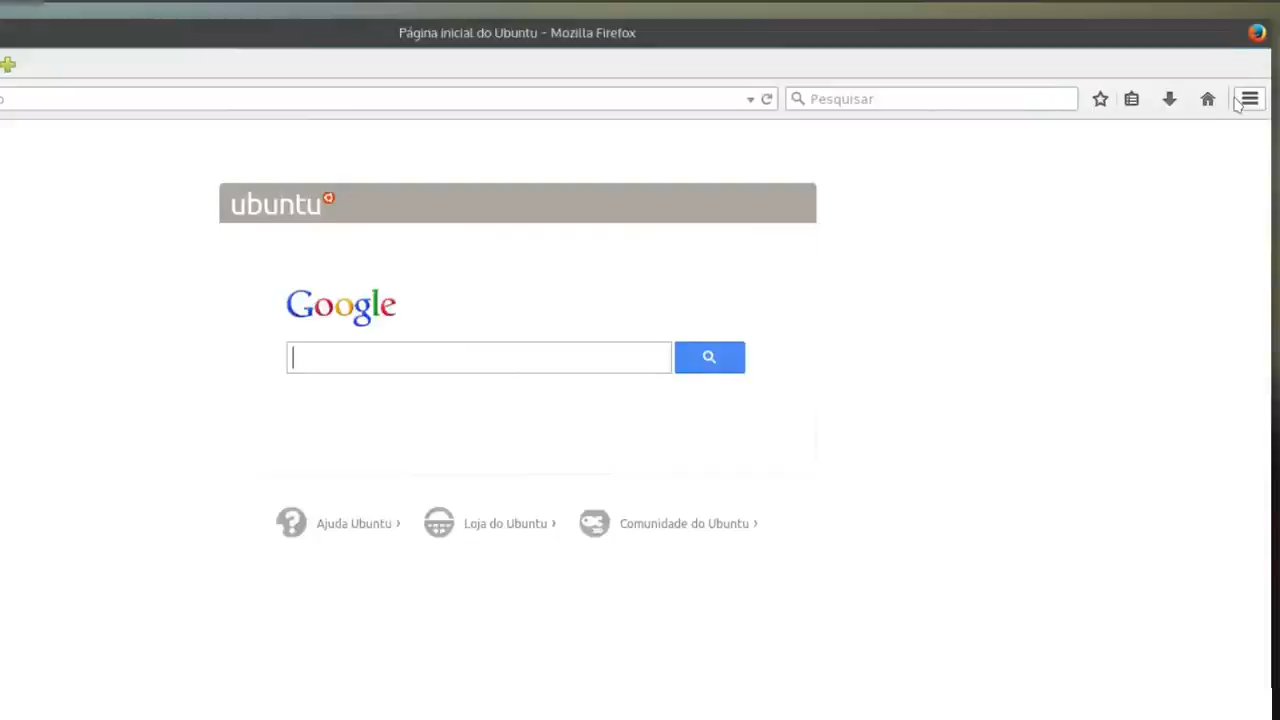 Página inicial do Ubuntu - Mozilla Firefox
Pesquisar
ubuntu
Google
Ajuda Ubuntu ›
Loja do Ubuntu ›
Comunidade do Ubuntu ›